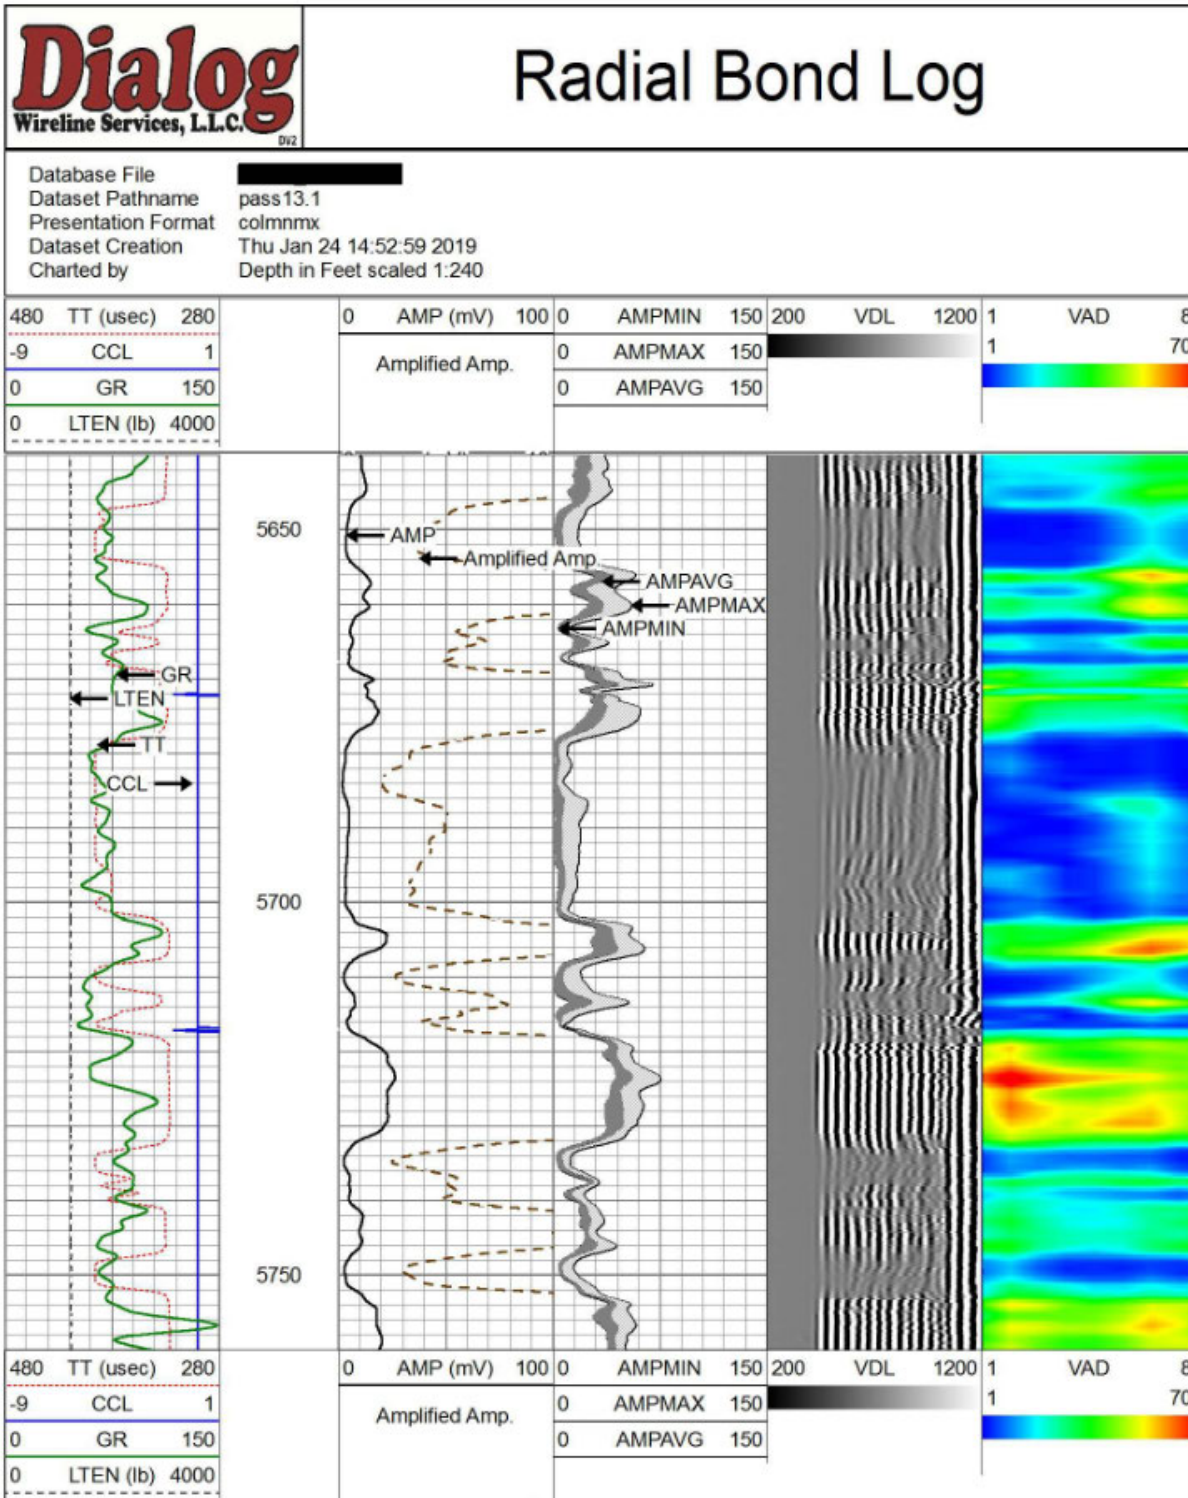 Dialog
Wireline Services, L.L.C.
DV2
Radial Bond Log
Database File
Dataset Pathname pass13.1
Presentation Format colmnmx
Dataset Creation Thu Jan 24 14:52:59 2019
Charted by Depth in Feet scaled 1:240
480 TT (usec) 280 0 AMP (mV) 100 0 AMPMIN 150 200 VDL 1200 1 VAD 8
-9 CCL 1 Amplified Amp. 0 AMPMAX 150 1 70
0 GR 150 0 AMPAVG 150
0 LTEN (lb) 4000
5650
AMP
Amplified Amp.
AMPAVG
AMPMAX
AMPMIN
GR
LTEN
TT
CCL
5700
5750
480 TT (usec) 280 0 AMP (mV) 100 0 AMPMIN 150 200 VDL 1200 1 VAD 8
-9 CCL 1 Amplified Amp. 0 AMPMAX 150 1 70
0 GR 150 0 AMPAVG 150
0 LTEN (lb) 4000